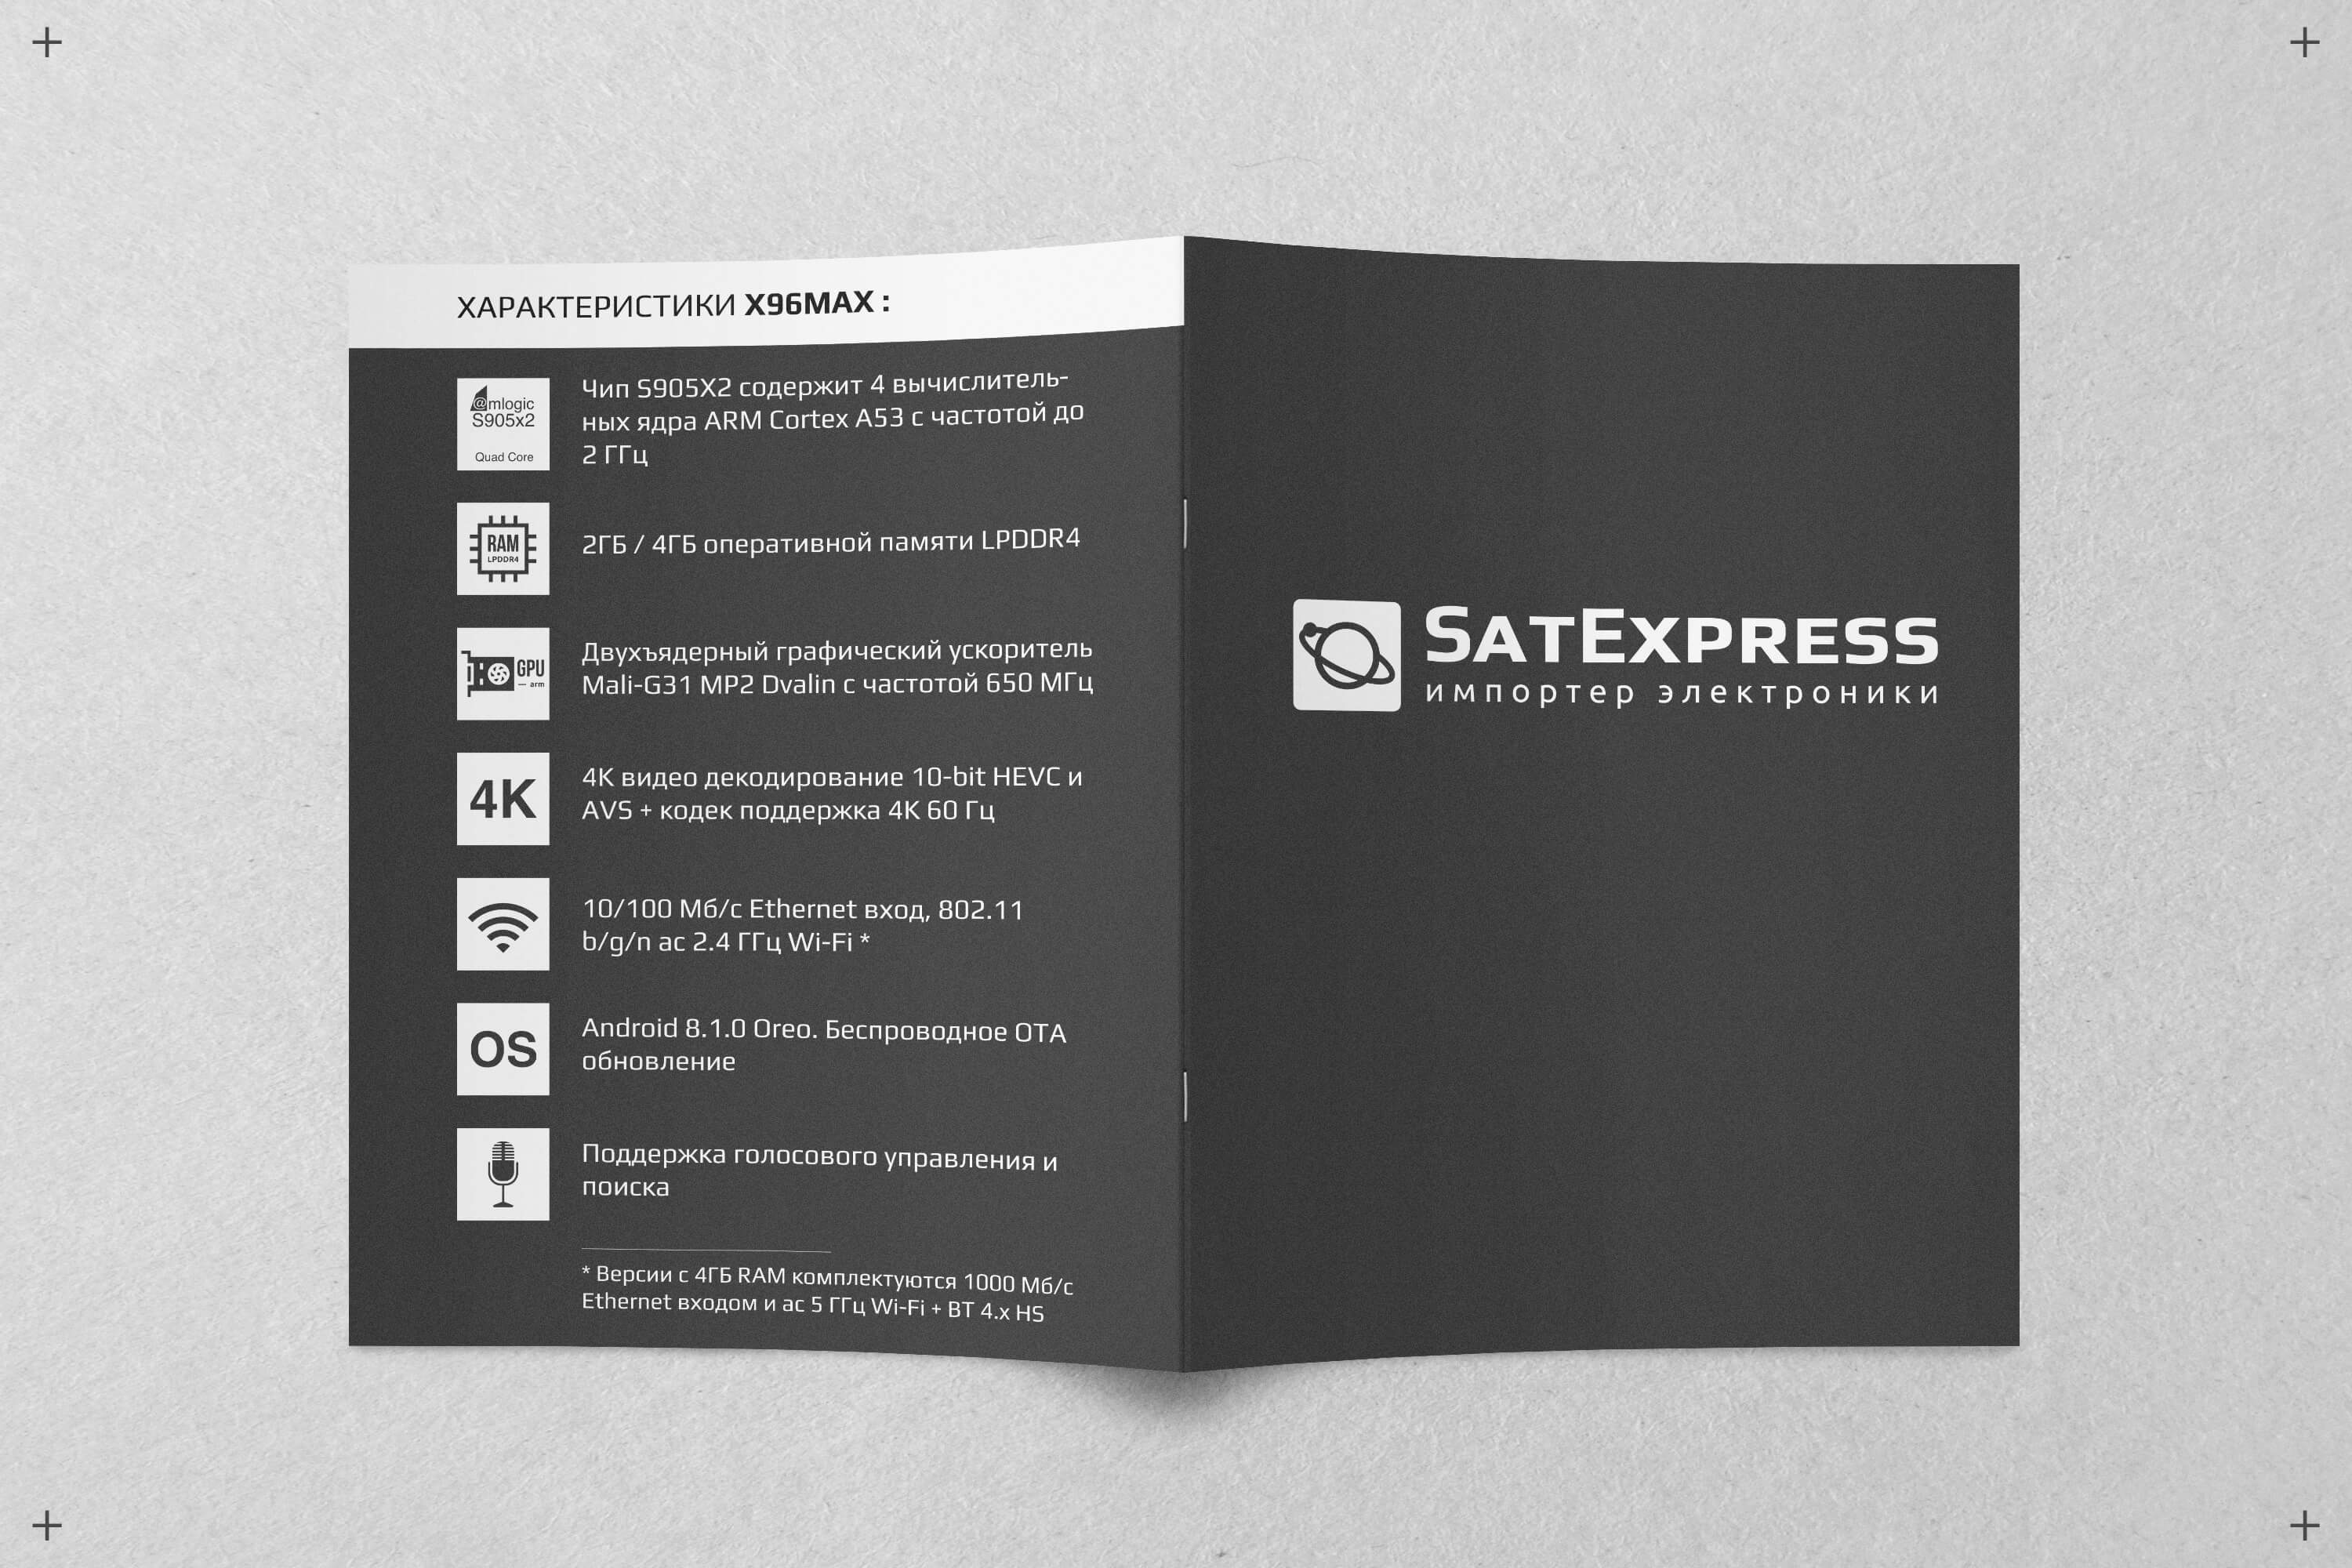 ХАРАКТЕРИСТИКИ X96MAX :
@mlogic
S905x2
Quad Core
Чип S905X2 содержит 4 вычислитель-
ных ядра ARM Cortex A53 с частотой до
2 ГГц
RAM
LPDDR4
2ГБ / 4ГБ оперативной памяти LPDDR4
GPU
— arm
Двухъядерный графический ускоритель
Mali-G31 MP2 Dvalin с частотой 650 МГц
4K
4K видео декодирование 10-bit HEVC и
AVS + кодек поддержка 4K 60 Гц
10/100 Мб/с Ethernet вход, 802.11
b/g/n ac 2.4 ГГц Wi-Fi *
OS
Android 8.1.0 Oreo. Беспроводное OTA
обновление
Поддержка голосового управления и
поиска
* Версии с 4ГБ RAM комплектуются 1000 Мб/с
Ethernet входом и ac 5 ГГц Wi-Fi + BT 4.x HS
SATEXPRESS
импортер электроники